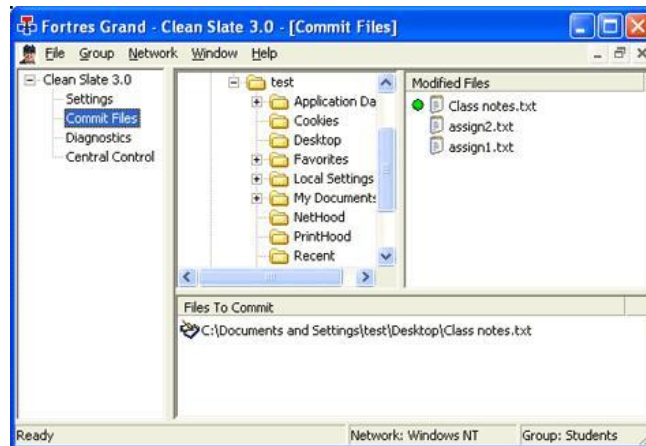 Fortres Grand - Clean Slate 3.0 - [Commit Files]
File Group Network Window Help
Clean Slate 3.0
Settings
Commit Files
Diagnostics
Central Control
test
Application Da
Cookies
Desktop
Favorites
Local Settings
My Documents
NetHood
PrintHood
Recent
Modified Files
Class notes.txt
assign2.txt
assign1.txt
Files To Commit
C:\Documents and Settings\test\Desktop\Class notes.txt
Ready
Network: Windows NT
Group: Students